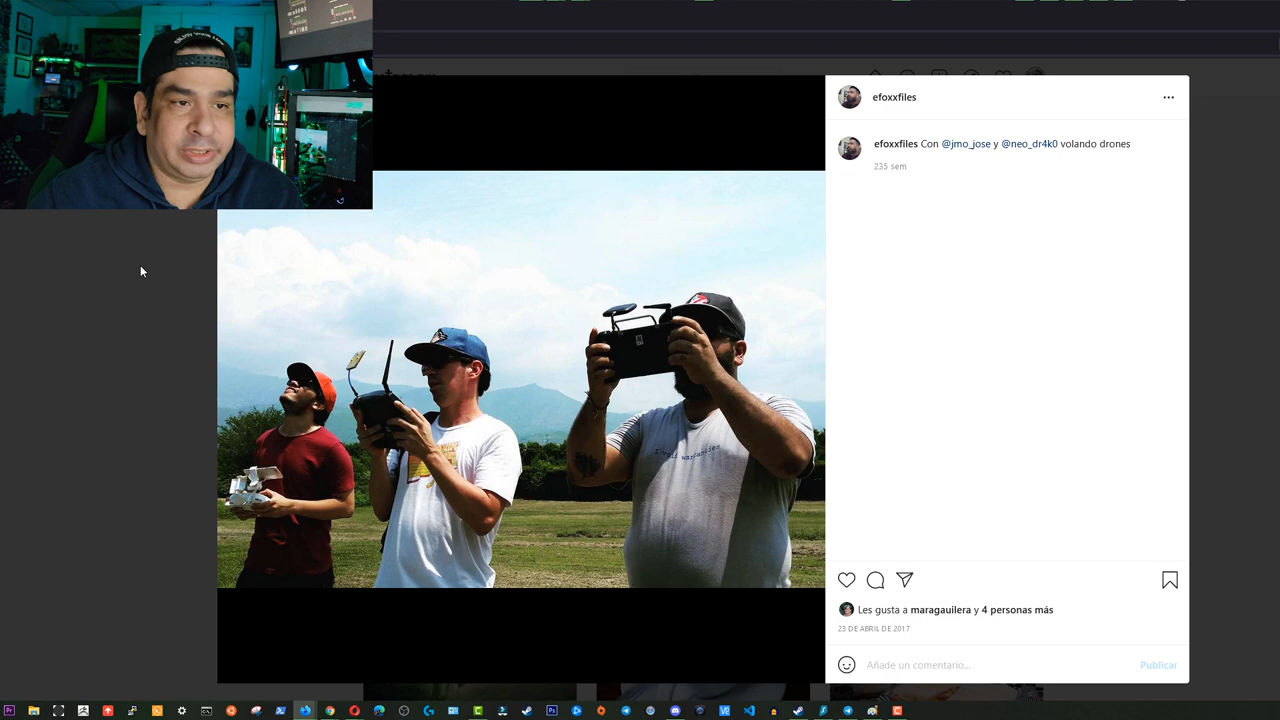 efoxxfiles
efoxxfiles Con @jmo_jose y @neo_dr4k0 volando drones
235 sem
Les gusta a maragauilera y 4 personas más
23 DE ABRIL DE 2017
Añade un comentario...
Publicar